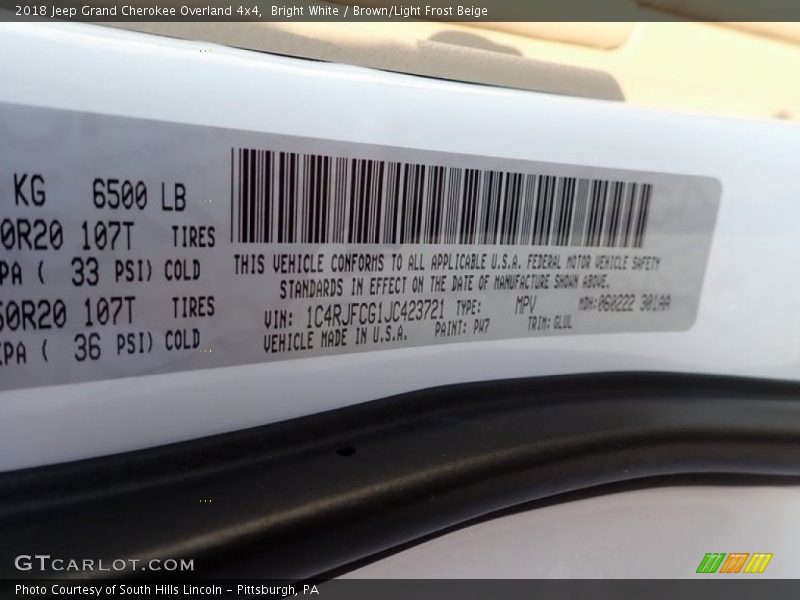 2018 Jeep Grand Cherokee Overland 4x4, Bright White / Brown/Light Frost Beige
KG 6500 LB
0R20 107T TIRES
PA ( 33 PSI) COLD
50R20 107T TIRES
KPA ( 36 PSI) COLD
THIS VEHICLE CONFORMS TO ALL APPLICABLE U.S.A. FEDERAL MOTOR VEHICLE SAFETY
STANDARDS IN EFFECT ON THE DATE OF MANUFACTURE SHOWN ABOVE.
VIN: 1C4RJFCG1JC423721 TYPE: MPV MDH:060222 301AA
VEHICLE MADE IN U.S.A. PAINT: PW7 TRIM: GLUL
GTCARLOT.COM
Photo Courtesy of South Hills Lincoln - Pittsburgh, PA